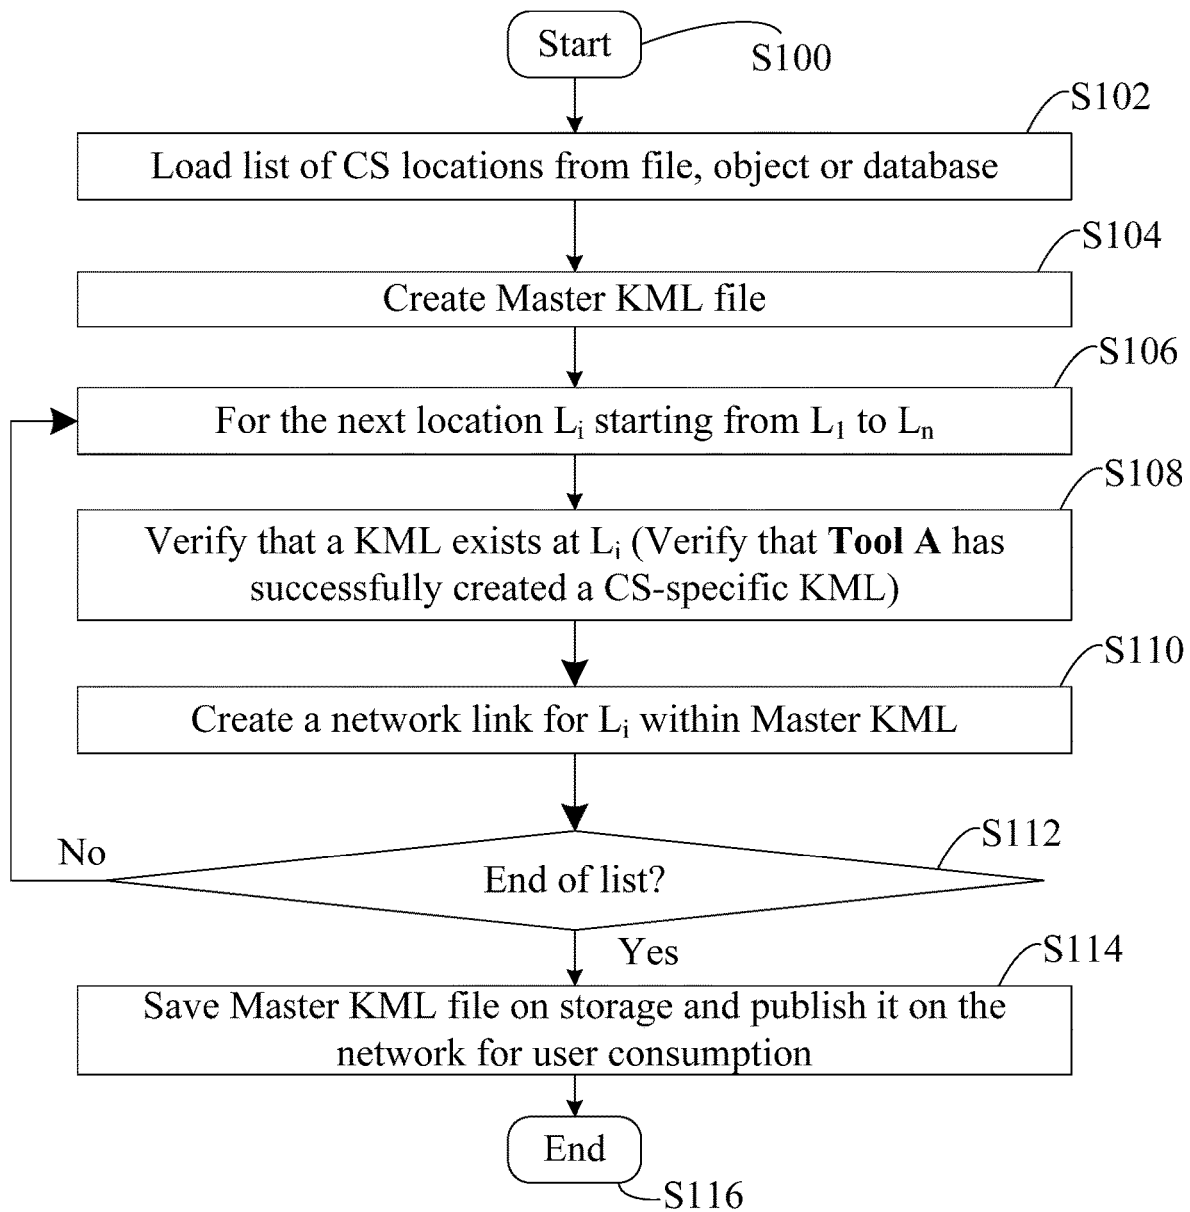 Start
S100
S102
Load list of CS locations from file, object or database
S104
Create Master KML file
S106
For the next location Li starting from L1 to Ln
S108
Verify that a KML exists at Li (Verify that Tool A has
successfully created a CS-specific KML)
S110
Create a network link for Li within Master KML
S112
No
End of list?
Yes
S114
Save Master KML file on storage and publish it on the
network for user consumption
End
S116